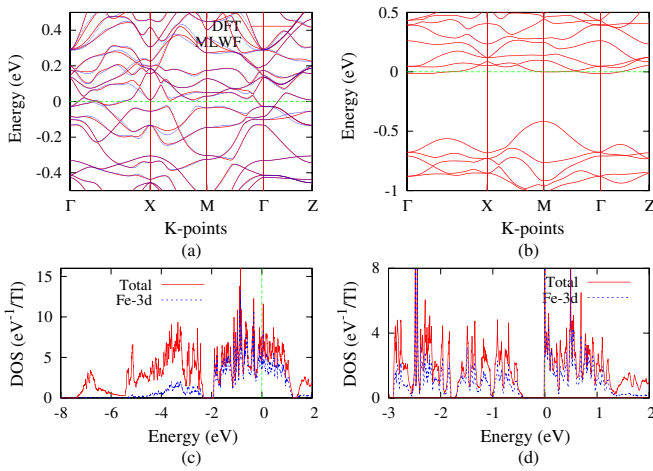 0.4
0.2
0
-0.2
-0.4
Energy (eV)
DFT
MLWF
Γ X M Γ Z
K-points
(a)
0.5
0
-0.5
-1
Energy (eV)
Γ X M Γ Z
K-points
(b)
15
10
5
0
DOS (eV⁻¹/Tl)
Total
Fe-3d
-8 -6 -4 -2 0 2
Energy (eV)
(c)
8
4
0
DOS (eV⁻¹/Tl)
Total
Fe-3d
-3 -2 -1 0 1 2
Energy (eV)
(d)